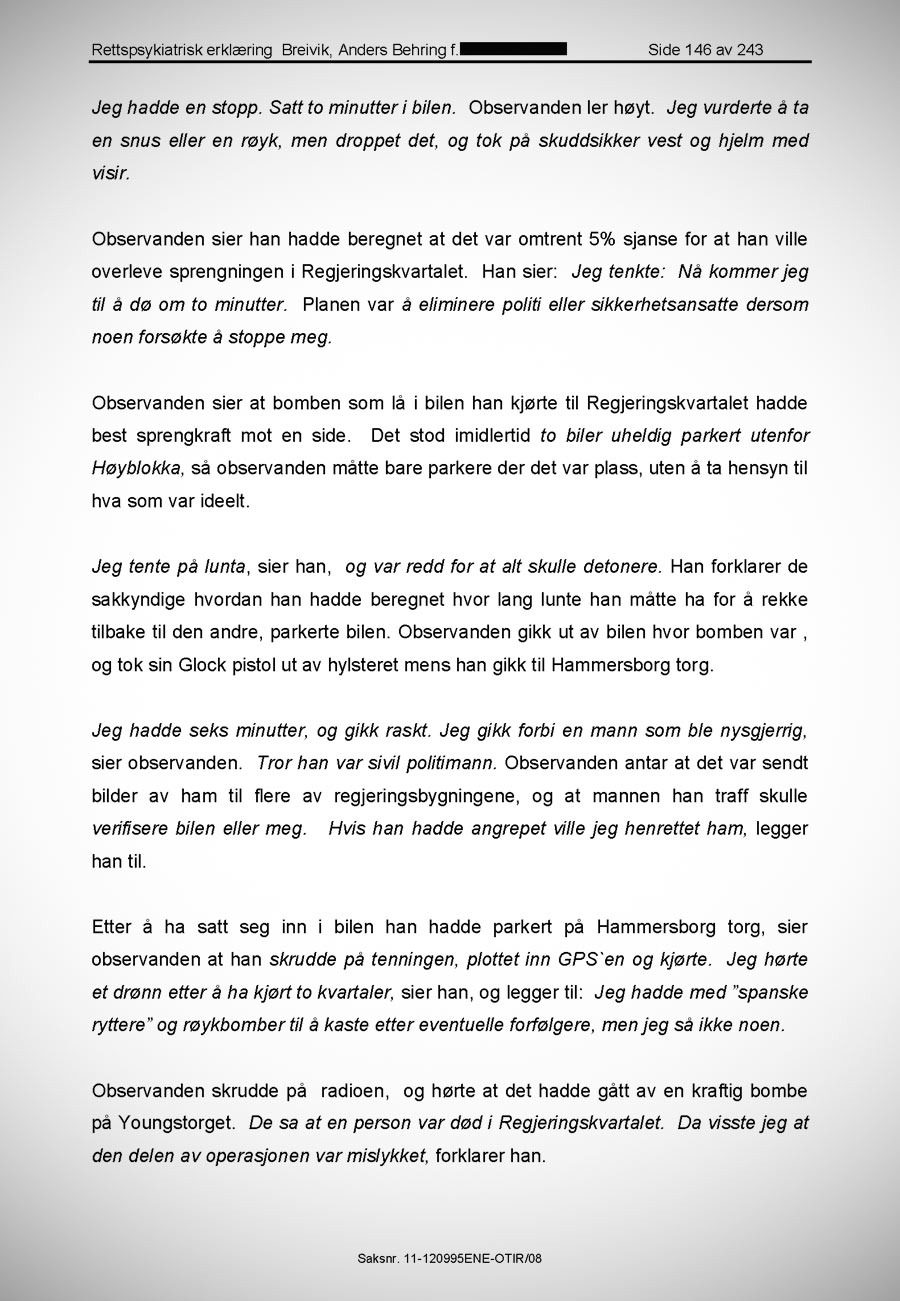 Rettspsykiatrisk erklæring Breivik, Anders Behring f. Side 146 av 243
Jeg hadde en stopp. Satt to minutter i bilen. Observanden ler høyt. Jeg vurderte å ta
en snus eller en røyk, men droppet det, og tok på skuddsikker vest og hjelm med
visir.
Observanden sier han hadde beregnet at det var omtrent 5% sjanse for at han ville
overleve sprengningen i Regjeringskvartalet. Han sier: Jeg tenkte: Nå kommer jeg
til å dø om to minutter. Planen var å eliminere politi eller sikkerhetsansatte dersom
noen forsøkte å stoppe meg.
Observanden sier at bomben som lå i bilen han kjørte til Regjeringskvartalet hadde
best sprengkraft mot en side. Det stod imidlertid to biler uheldig parkert utenfor
Høyblokka, så observanden måtte bare parkere der det var plass, uten å ta hensyn til
hva som var ideelt.
Jeg tente på lunta, sier han, og var redd for at alt skulle detonere. Han forklarer de
sakkyndige hvordan han hadde beregnet hvor lang lunte han måtte ha for å rekke
tilbake til den andre, parkerte bilen. Observanden gikk ut av bilen hvor bomben var ,
og tok sin Glock pistol ut av hylsteret mens han gikk til Hammersborg torg.
Jeg hadde seks minutter, og gikk raskt. Jeg gikk forbi en mann som ble nysgjerrig,
sier observanden. Tror han var sivil politimann. Observanden antar at det var sendt
bilder av ham til flere av regjeringsbygningene, og at mannen han traff skulle
verifisere bilen eller meg. Hvis han hadde angrepet ville jeg henrettet ham, legger
han til.
Etter å ha satt seg inn i bilen han hadde parkert på Hammersborg torg, sier
observanden at han skrudde på tenningen, plottet inn GPS`en og kjørte. Jeg hørte
et drønn etter å ha kjørt to kvartaler, sier han, og legger til: Jeg hadde med ”spanske
ryttere” og røykbomber til å kaste etter eventuelle forfølgere, men jeg så ikke noen.
Observanden skrudde på radioen, og hørte at det hadde gått av en kraftig bombe
på Youngstorget. De sa at en person var død i Regjeringskvartalet. Da visste jeg at
den delen av operasjonen var mislykket, forklarer han.
Saksnr. 11-120995ENE-OTIR/08